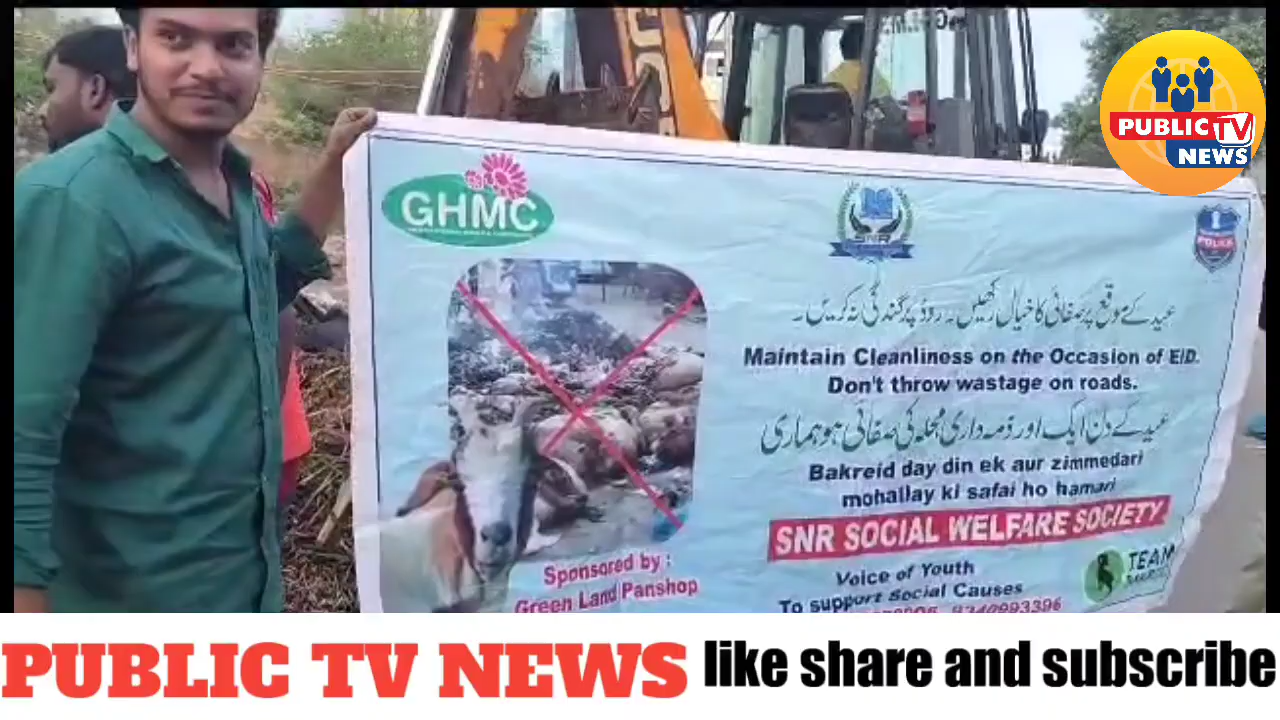 PUBLIC TV
NEWS
GHMC
SNR
POLICE
عید کے موقع پر صفائی کا خیال رکھیں۔ روڈ پر گندگی نہ کریں۔
Maintain Cleanliness on the Occasion of EID.
Don't throw wastage on roads.
عید کے دن ایک اور ذمہ داری محلہ کی صفائی ہو ہماری
Bakreid day din ek aur zimmedari
mohallay ki safai ho hamari
SNR SOCIAL WELFARE SOCIETY
Sponsored by :
Green Land Panshop
Voice of Youth
To support Social Causes
TEAM
PUBLIC TV NEWS like share and subscribe